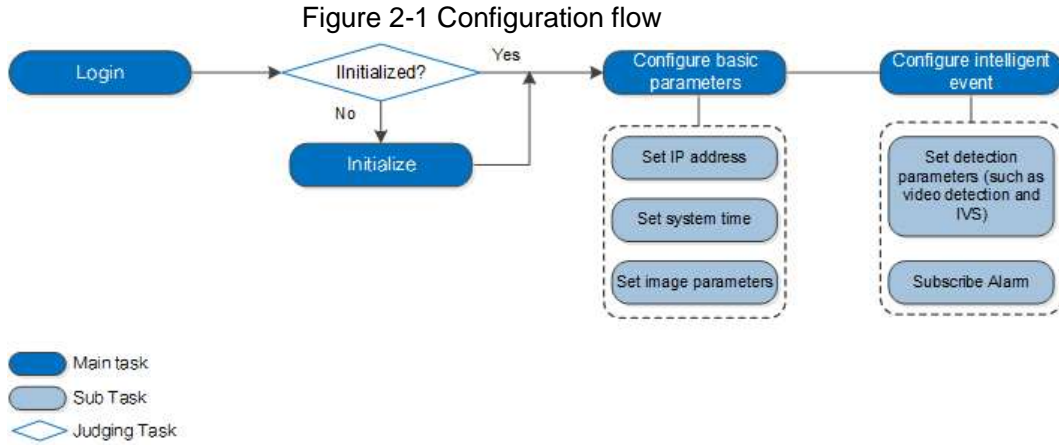 Figure 2-1 Configuration flow
Login
IInitialized?
Yes
No
Initialize
Configure basic
parameters
Configure intelligent
event
Set IP address
Set system time
Set image parameters
Set detection
parameters (such as
video detection and
IVS)
Subscribe Alarm
Main task
Sub Task
Judging Task